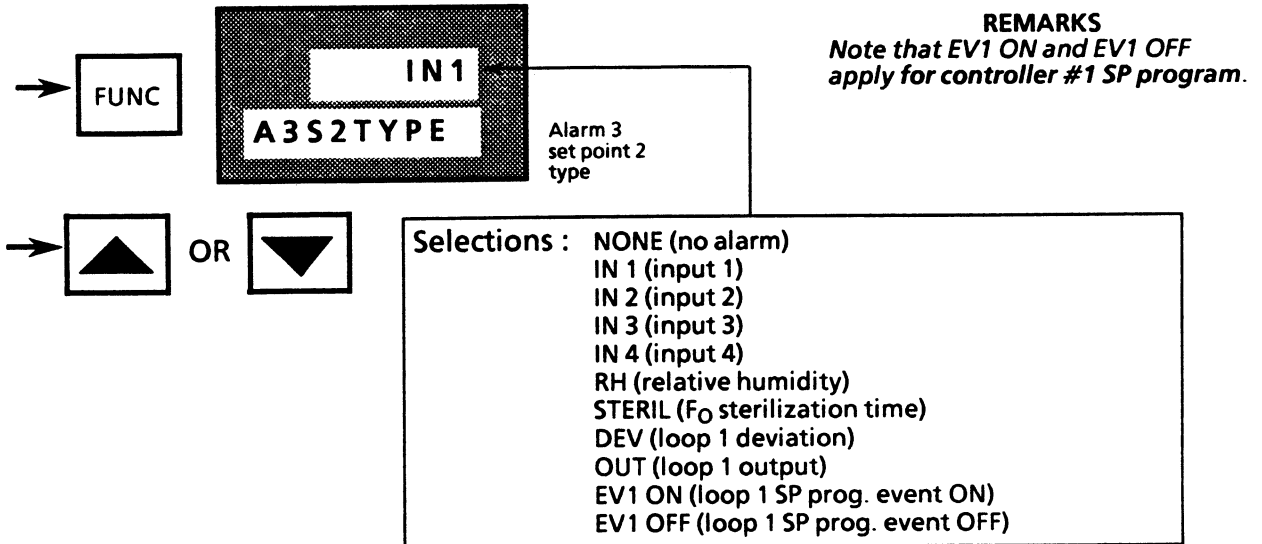 REMARKS
Note that EV1 ON and EV1 OFF
apply for controller #1 SP program.
FUNC
IN1
A3S2TYPE
Alarm 3
set point 2
type
OR
Selections : NONE (no alarm)
IN 1 (input 1)
IN 2 (input 2)
IN 3 (input 3)
IN 4 (input 4)
RH (relative humidity)
STERIL (FO sterilization time)
DEV (loop 1 deviation)
OUT (loop 1 output)
EV1 ON (loop 1 SP prog. event ON)
EV1 OFF (loop 1 SP prog. event OFF)